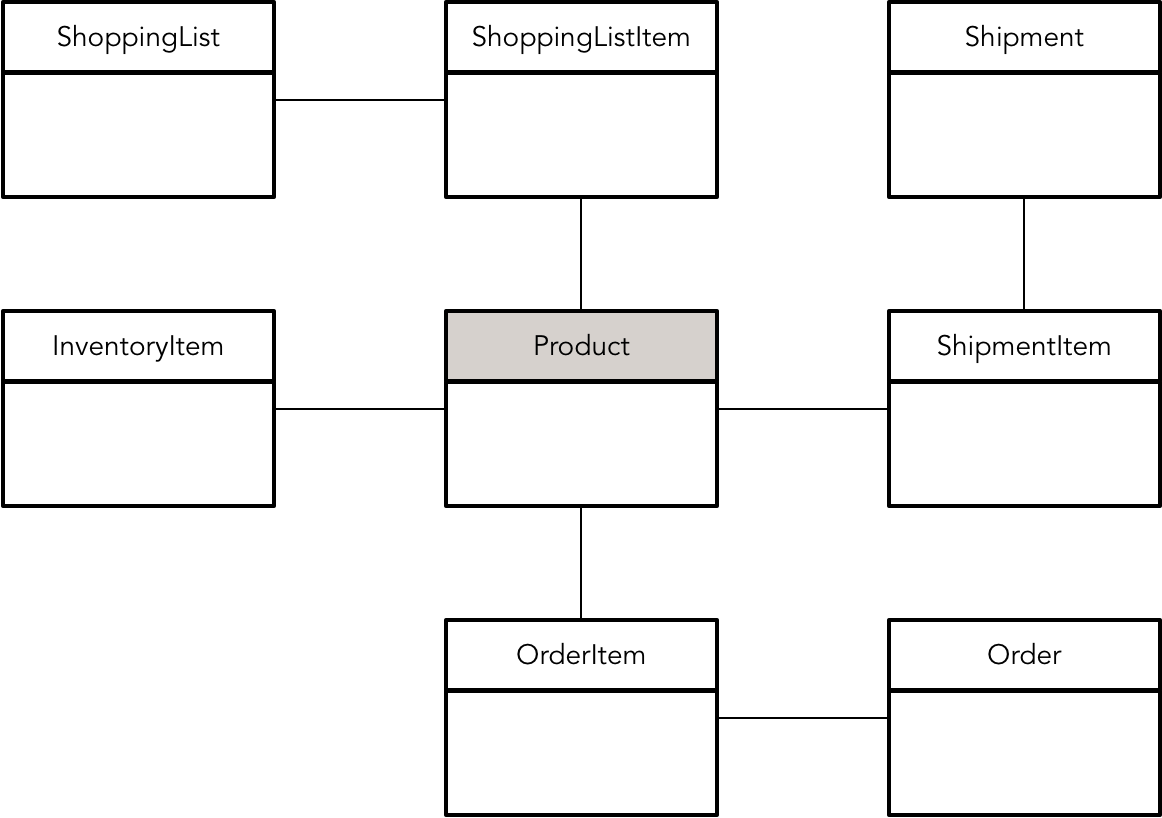 ShoppingList
ShoppingListItem
Shipment
InventoryItem
Product
ShipmentItem
OrderItem
Order